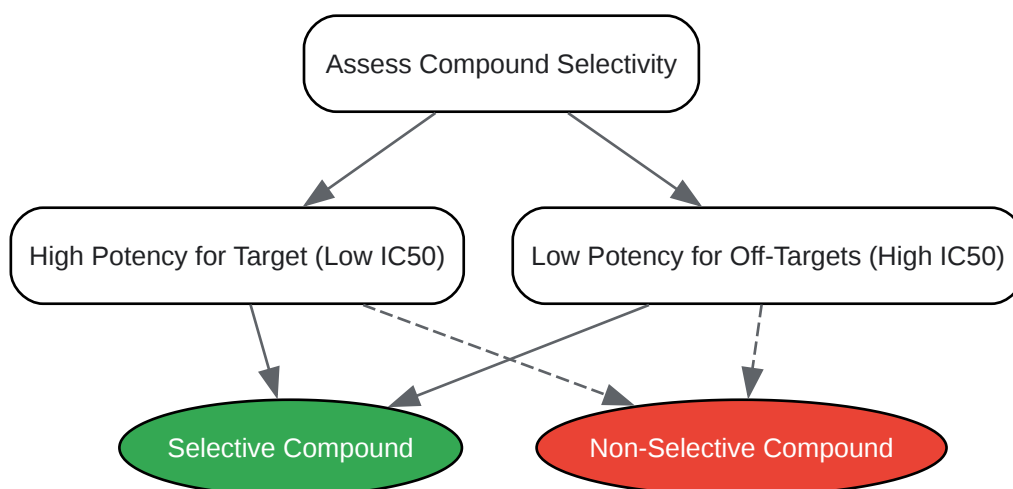 Assess Compound Selectivity
High Potency for Target (Low IC50)
Low Potency for Off-Targets (High IC50)
Selective Compound
Non-Selective Compound